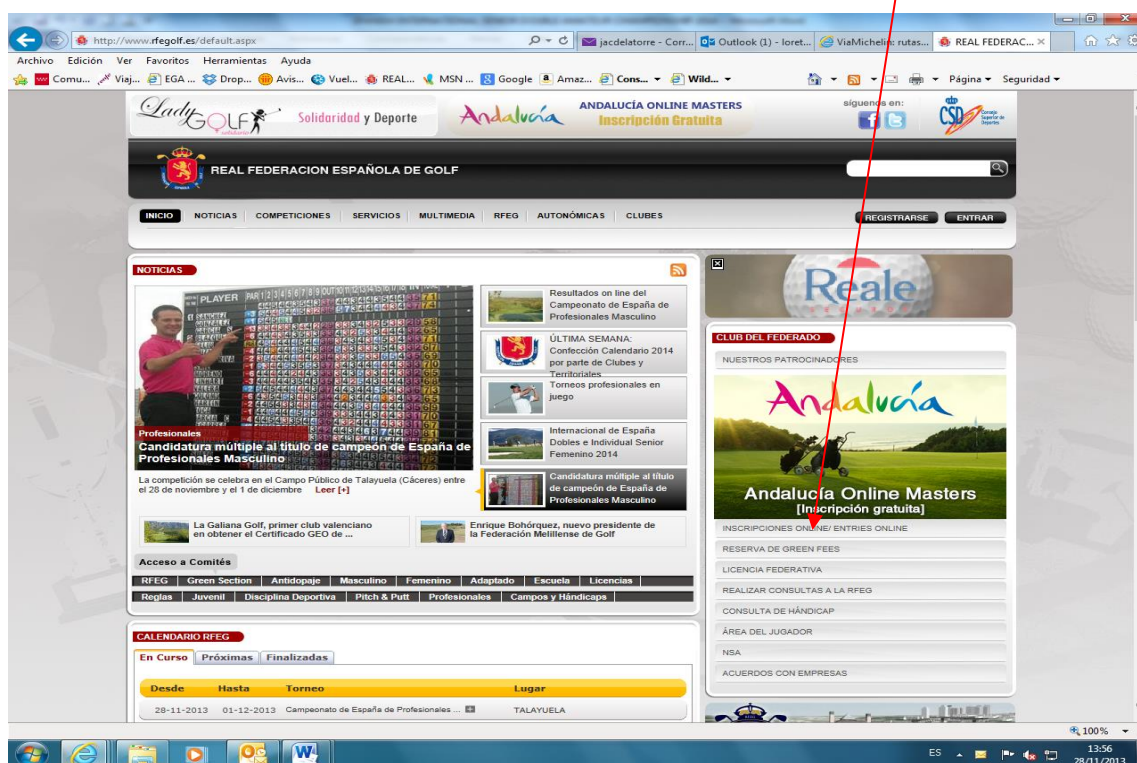 http://www.rfegolf.es/default.aspx
jacdelatorre - Corr...
Outlook (1) - loret...
ViaMichelin: rutas...
REAL FEDERAC...
Archivo Edición Ver Favoritos Herramientas Ayuda
Comu... Viaj... EGA ... Drop... Avis... Vuel... REAL... MSN ... Google Amaz... Cons... Wild... Página Seguridad
Lady GOLF solidario Solidaridad y Deporte
Andalucía ANDALUCÍA ONLINE MASTERS
Inscripción Gratuita
síguenos en:
CSD Consejo Superior de Deportes
REAL FEDERACION ESPAÑOLA DE GOLF
INICIO NOTICIAS COMPETICIONES SERVICIOS MULTIMEDIA RFEG AUTONÓMICAS CLUBES
REGISTRARSE ENTRAR
NOTICIAS
PLAYER PAR
Profesionales
Candidatura múltiple al título de campeón de España de
Profesionales Masculino
La competición se celebra en el Campo Público de Talayuela (Cáceres) entre
el 28 de noviembre y el 1 de diciembre Leer [+]
Resultados on line del
Campeonato de España de
Profesionales Masculino
ÚLTIMA SEMANA:
Confección Calendario 2014
por parte de Clubes y
Territoriales
Torneos profesionales en
juego
Internacional de España
Dobles e Individual Senior
Femenino 2014
Candidatura múltiple al título
de campeón de España de
Profesionales Masculino
La Galiana Golf, primer club valenciano
en obtener el Certificado GEO de ...
Enrique Bohórquez, nuevo presidente de
la Federación Melillense de Golf
Acceso a Comités
RFEG Green Section Antidopaje Masculino Femenino Adaptado Escuela Licencias
Reglas Juvenil Disciplina Deportiva Pitch & Putt Profesionales Campos y Hándicaps
CALENDARIO RFEG
En Curso Próximas Finalizadas
Desde Hasta Torneo Lugar
28-11-2013 01-12-2013 Campeonato de España de Profesionales ... TALAYUELA
Reale
SEGUROS
CLUB DEL FEDERADO
NUESTROS PATROCINADORES
Andalucía
Andalucía Online Masters
[Inscripción gratuita]
INSCRIPCIONES ONLINE/ ENTRIES ONLINE
RESERVA DE GREEN FEES
LICENCIA FEDERATIVA
REALIZAR CONSULTAS A LA RFEG
CONSULTA DE HÁNDICAP
ÁREA DEL JUGADOR
NSA
ACUERDOS CON EMPRESAS
100%
ES
13:56
28/11/2013